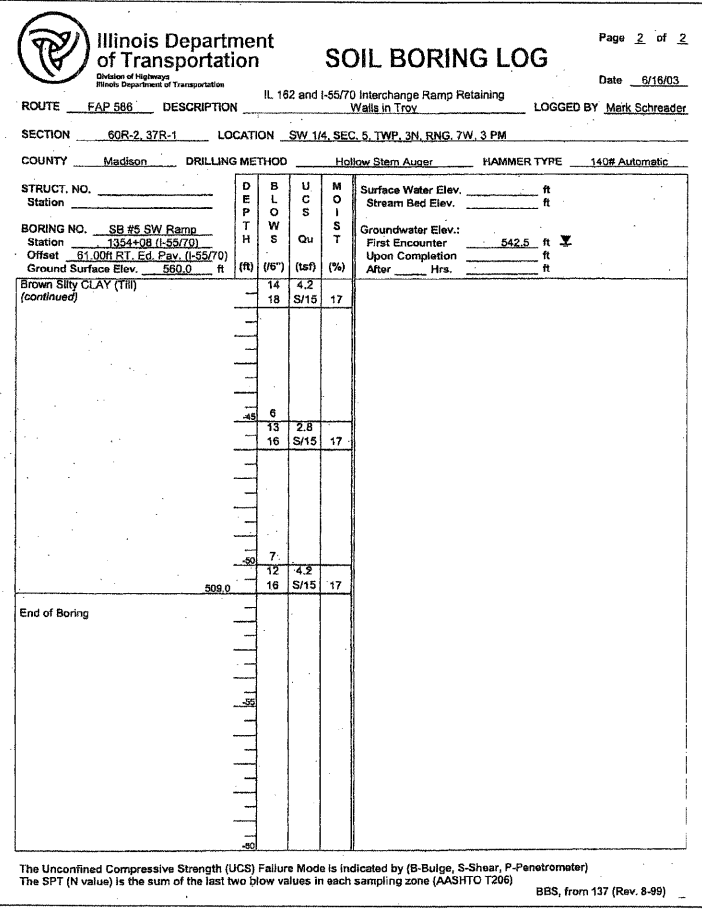 Illinois Department
of Transportation
Division of Highways
Illinois Department of Transportation
SOIL BORING LOG
Page 2 of 2
Date 6/16/03
ROUTE FAP 586 DESCRIPTION IL 162 and I-55/70 Interchange Ramp Retaining
Walls in Troy LOGGED BY Mark Schreader
SECTION 60R-2, 37R-1 LOCATION SW 1/4, SEC. 5, TWP. 3N, RNG. 7W, 3 PM
COUNTY Madison DRILLING METHOD Hollow Stem Auger HAMMER TYPE 140# Automatic
STRUCT. NO.
Station
BORING NO. SB #5 SW Ramp
Station 1354+08 (I-55/70)
Offset 61.00ft RT. Ed. Pav. (I-55/70)
Ground Surface Elev. 560.0 ft
DEPTH (ft)
BLOWS (/6")
UCS Qu (tsf)
MOIST (%)
Surface Water Elev. ft
Stream Bed Elev. ft
Groundwater Elev.:
First Encounter 542.5 ft
Upon Completion ft
After Hrs. ft
Brown Silty CLAY (Till) 14 4.2
(continued) 18 S/15 17
-45 6
13 2.8
16 S/15 17
-50 7
12 4.2
509.0 16 S/15 17
End of Boring
-55
-60
The Unconfined Compressive Strength (UCS) Failure Mode is indicated by (B-Bulge, S-Shear, P-Penetrometer)
The SPT (N value) is the sum of the last two blow values in each sampling zone (AASHTO T206)
BBS, from 137 (Rev. 8-99)